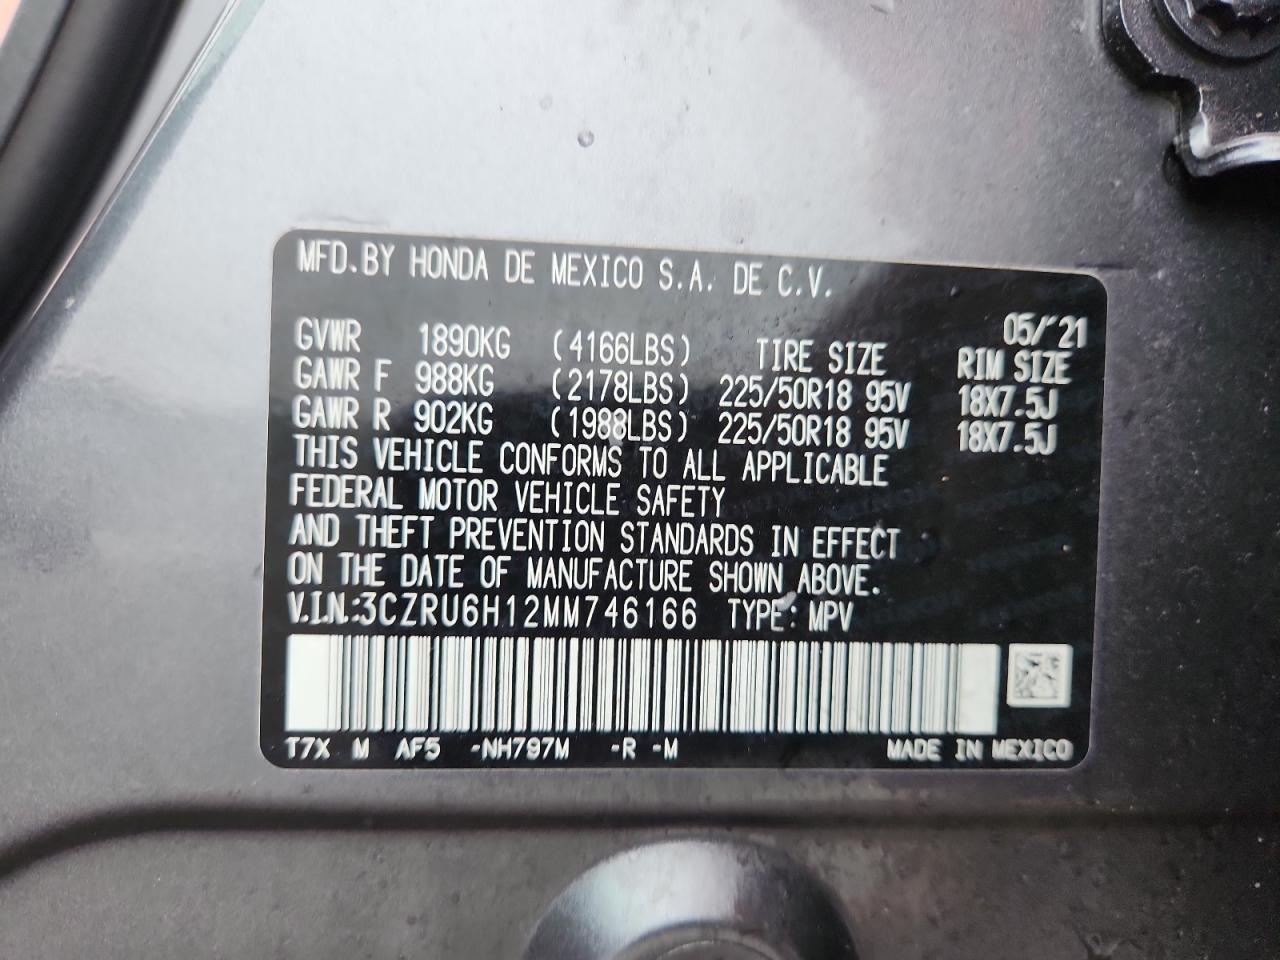 MFD.BY HONDA DE MEXICO S.A. DE C.V.
05/'21
GVWR 1890KG (4166LBS) TIRE SIZE RIM SIZE
GAWR F 988KG (2178LBS) 225/50R18 95V 18X7.5J
GAWR R 902KG (1988LBS) 225/50R18 95V 18X7.5J
THIS VEHICLE CONFORMS TO ALL APPLICABLE
FEDERAL MOTOR VEHICLE SAFETY
AND THEFT PREVENTION STANDARDS IN EFFECT
ON THE DATE OF MANUFACTURE SHOWN ABOVE.
V.I.N.:3CZRU6H12MM746166 TYPE: MPV
T7X M AF5 -NH797M -R -M MADE IN MEXICO